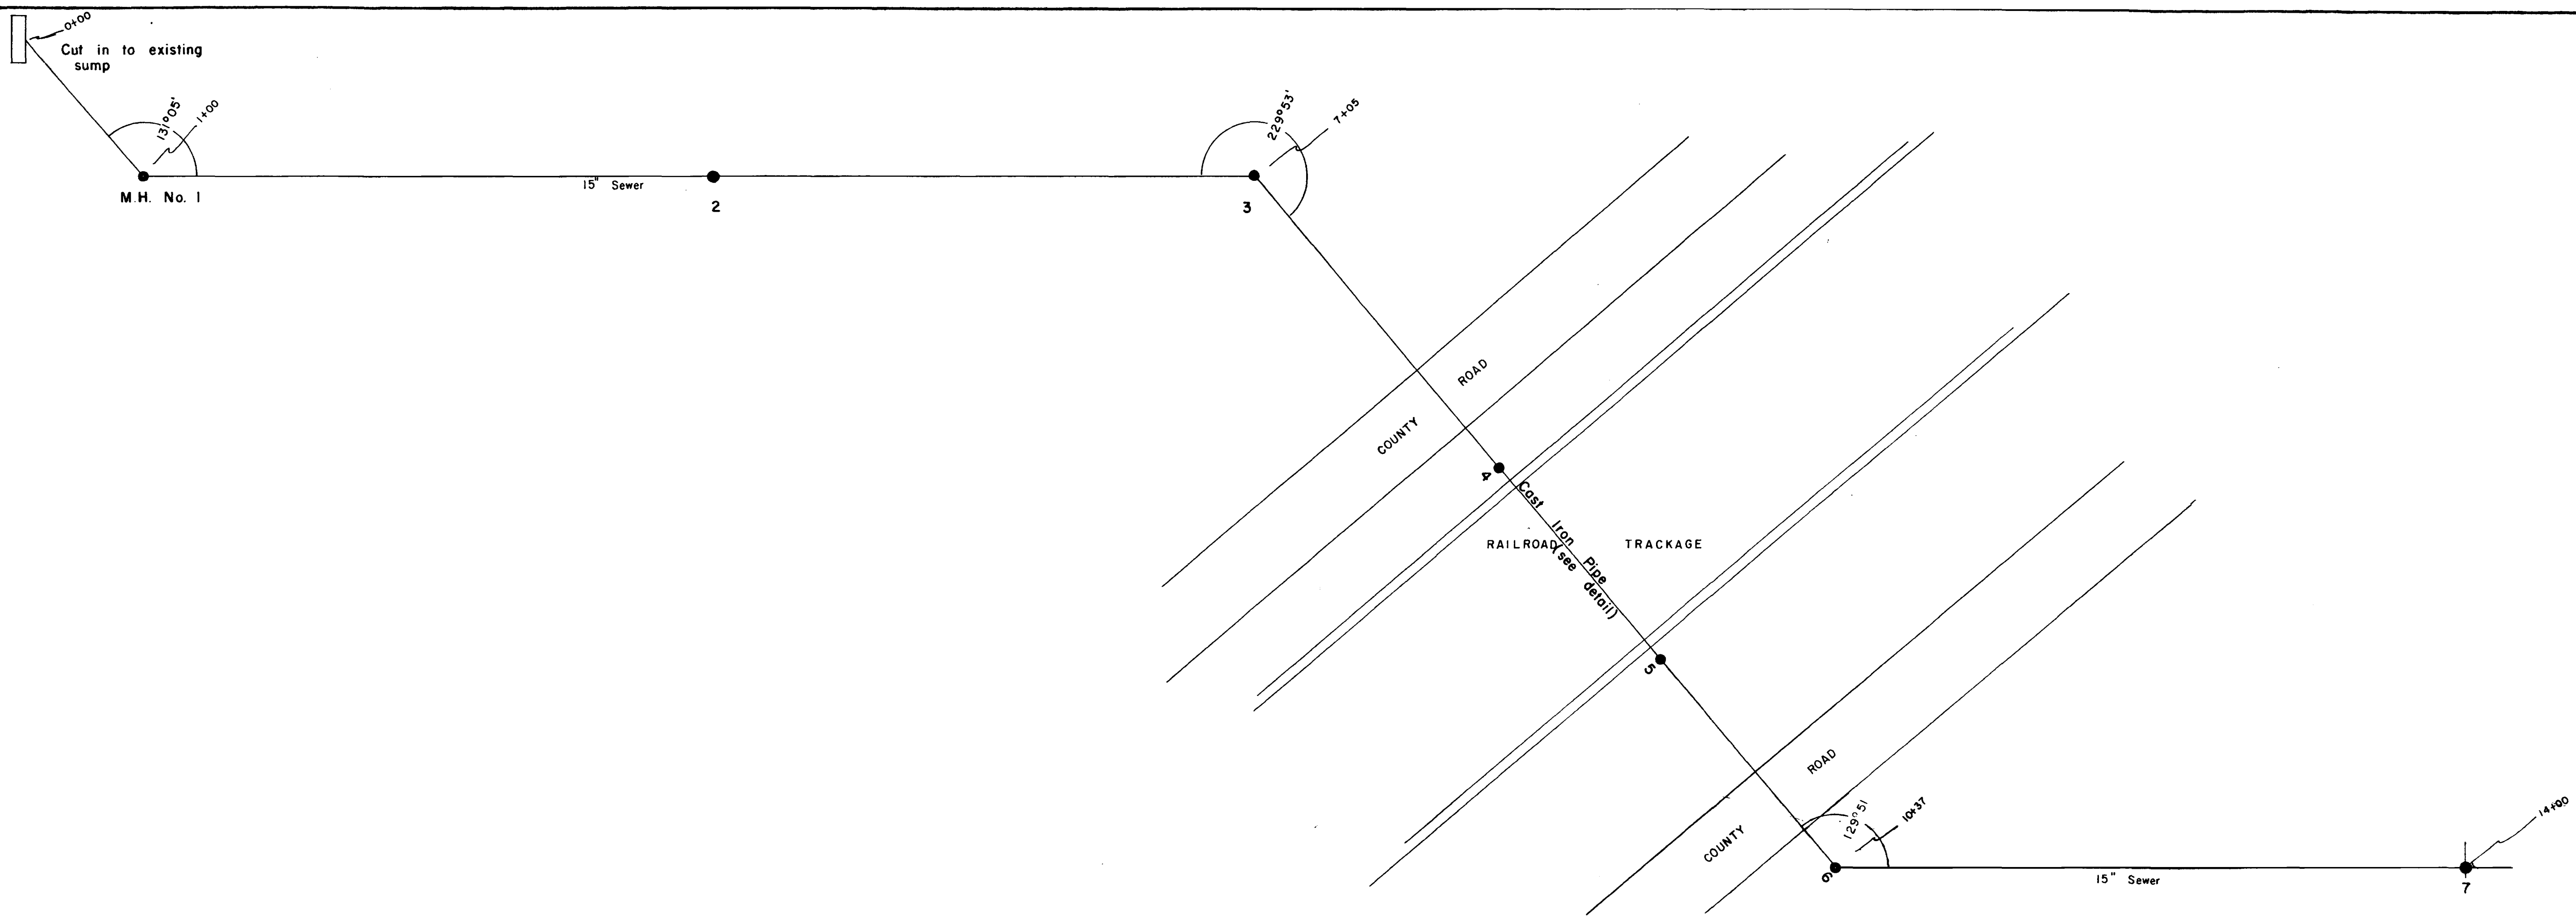 0+00
Cut in to existing
sump
131°05'
1+00
M.H. No. 1
15" Sewer
2
229°53'
7+05
3
ROAD
COUNTY
4
Cast Iron Pipe
(see detail)
RAILROAD TRACKAGE
5
ROAD
COUNTY
129°51
10+37
6
15" Sewer
14+00
7